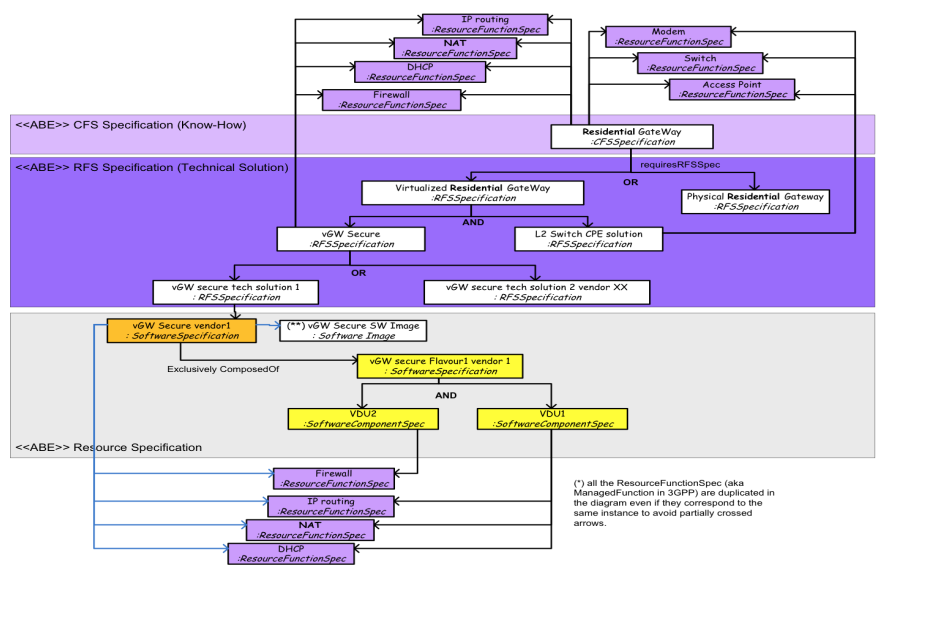 IP routing
:ResourceFunctionSpec
NAT
:ResourceFunctionSpec
DHCP
:ResourceFunctionSpec
Firewall
:ResourceFunctionSpec
Modem
:ResourceFunctionSpec
Switch
:ResourceFunctionSpec
Access Point
:ResourceFunctionSpec
<<ABE>> CFS Specification (Know-How)
Residential GateWay
:CFSSpecification
<<ABE>> RFS Specification (Technical Solution)
requiresRFSSpec
OR
Virtualized Residential GateWay
:RFSSpecification
Physical Residential Gateway
:RFSSpecification
AND
vGW Secure
:RFSSpecification
L2 Switch CPE solution
:RFSSpecification
OR
vGW secure tech solution 1
: RFSSpecification
vGW secure tech solution 2 vendor XX
: RFSSpecification
vGW Secure vendor1
: SoftwareSpecification
(**) vGW Secure SW Image
: Software Image
Exclusively ComposedOf
vGW secure Flavour1 vendor 1
: SoftwareSpecification
AND
VDU2
:SoftwareComponentSpec
VDU1
:SoftwareComponentSpec
<<ABE>> Resource Specification
Firewall
:ResourceFunctionSpec
IP routing
:ResourceFunctionSpec
NAT
:ResourceFunctionSpec
DHCP
:ResourceFunctionSpec
(*) all the ResourceFunctionSpec (aka
ManagedFunction in 3GPP) are duplicated in
the diagram even if they correspond to the
same instance to avoid partially crossed
arrows.